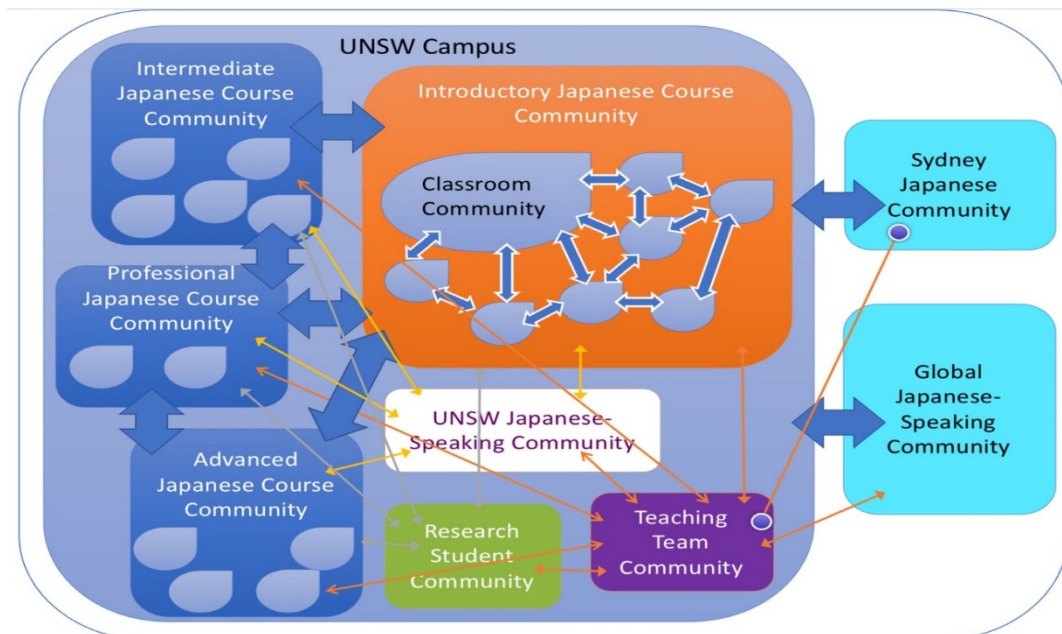 UNSW Campus
Intermediate
Japanese Course
Community
Introductory Japanese Course
Community
Classroom
Community
Sydney
Japanese
Community
Professional
Japanese Course
Community
Global
Japanese-
Speaking
Community
UNSW Japanese-
Speaking Community
Advanced
Japanese Course
Community
Research
Student
Community
Teaching
Team
Community